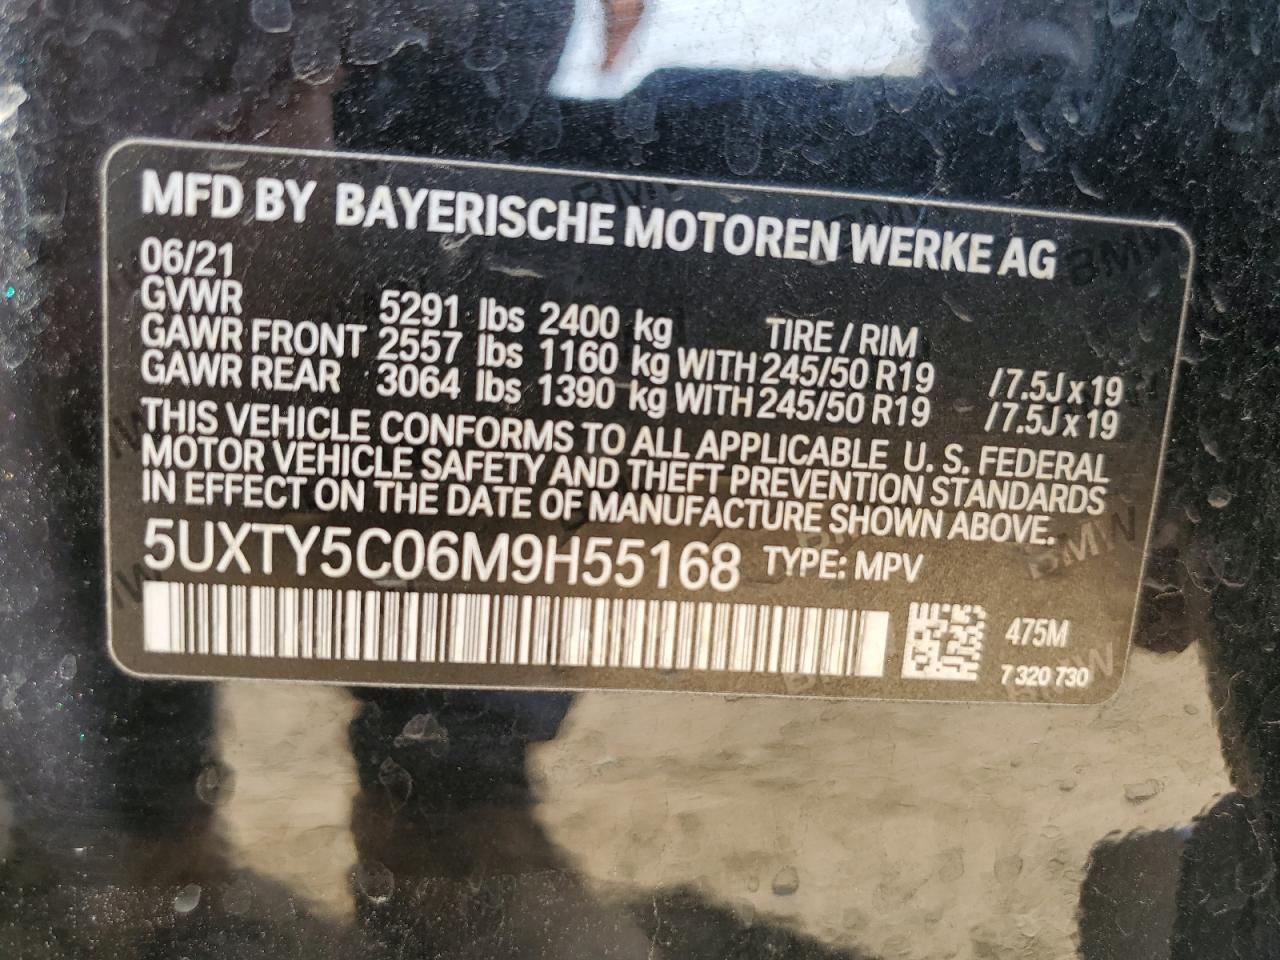 MFD BY BAYERISCHE MOTOREN WERKE AG
06/21
GVWR 5291 lbs 2400 kg TIRE / RIM
GAWR FRONT 2557 lbs 1160 kg WITH 245/50 R19 /7.5J x 19
GAWR REAR 3064 lbs 1390 kg WITH 245/50 R19 /7.5J x 19
THIS VEHICLE CONFORMS TO ALL APPLICABLE U. S. FEDERAL
MOTOR VEHICLE SAFETY AND THEFT PREVENTION STANDARDS
IN EFFECT ON THE DATE OF MANUFACTURE SHOWN ABOVE.
5UXTY5C06M9H55168 TYPE: MPV
475M
7 320 730